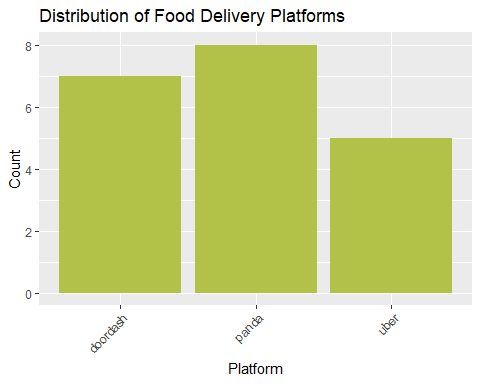 Distribution of Food Delivery Platforms
Count
8
6
4
2
0
doordash
panda
uber
Platform